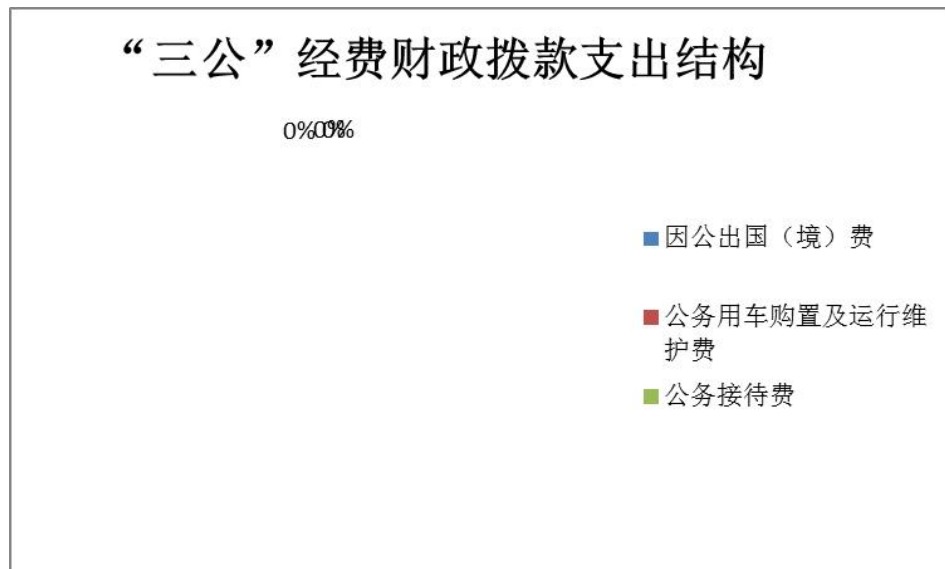 “三公”经费财政拨款支出结构
0%0%0%
因公出国（境）费
公务用车购置及运行维
护费
公务接待费